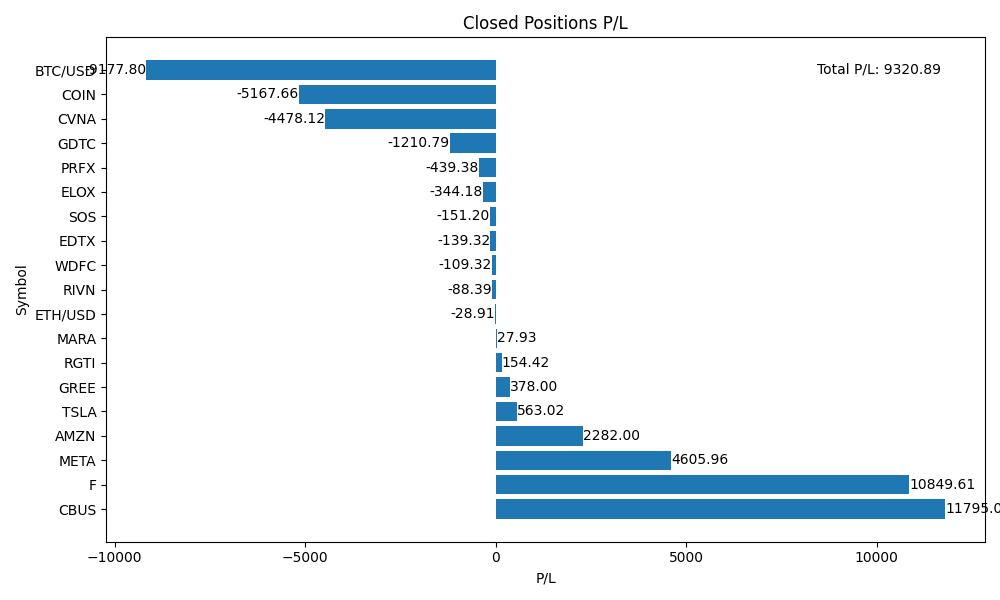 Closed Positions P/L
BTC/USD -9177.80 Total P/L: 9320.89
COIN -5167.66
CVNA -4478.12
GDTC -1210.79
PRFX -439.38
ELOX -344.18
SOS -151.20
EDTX -139.32
WDFC -109.32
RIVN -88.39
ETH/USD -28.91
MARA 27.93
RGTI 154.42
GREE 378.00
TSLA 563.02
AMZN 2282.00
META 4605.96
F 10849.61
CBUS 11795.0
Symbol
−10000 −5000 0 5000 10000
P/L